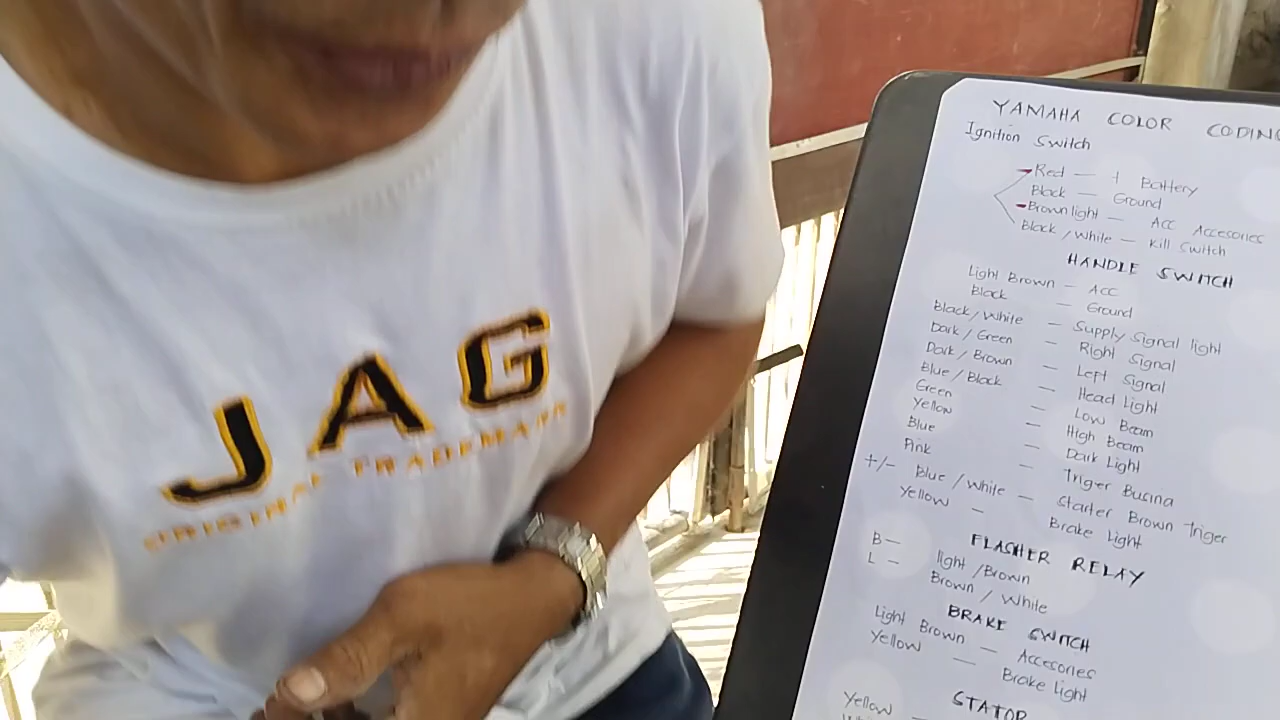 JAG
ORIGINAL TRADEMARK
YAMAHA COLOR CODING
Ignition Switch
Red — + Battery
Black — Ground
Brown light — Acc Accesories
Black / White — Kill Switch
HANDLE SWITCH
Light Brown — Acc
Black — Ground
Black/White — Supply Signal light
Dark / Green — Right Signal
Dark / Brown — Left Signal
Blue / Black — Head Light
Green — Low Beam
Yellow — High Beam
Blue — Dark Light
Pink — Triger Busina
+/- Blue / White — Starter Brown Triger
Yellow — Brake Light
FLASHER RELAY
B — light / Brown
L — Brown / White
BRAKE SWITCH
Light Brown — Accesories
Yellow — Brake Light
STATOR
Yellow —